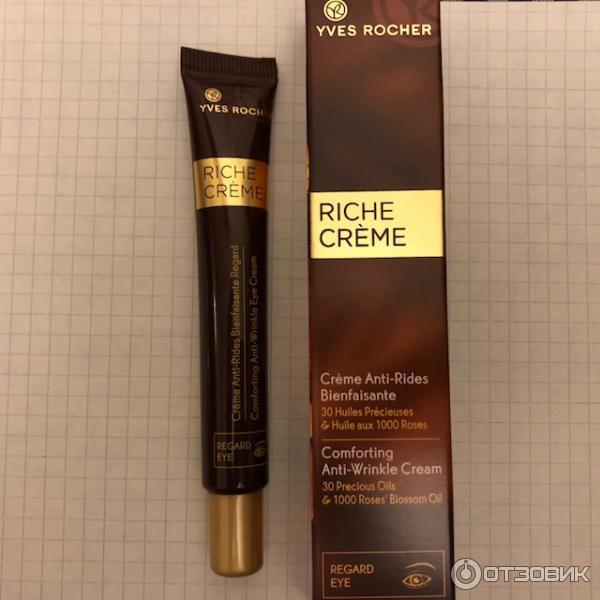 YVES ROCHER
RICHE
CRÈME
Crème Anti-Rides Bienfaisante Regard
Comforting Anti-Wrinkle Eye Cream
REGARD
EYE
YR
YVES ROCHER
RICHE
CRÈME
Crème Anti-Rides
Bienfaisante
30 Huiles Précieuses
& Huile aux 1000 Roses
Comforting
Anti-Wrinkle Cream
30 Precious Oils
& 1000 Roses' Blossom Oil
REGARD
EYE
ОТЗОВИК